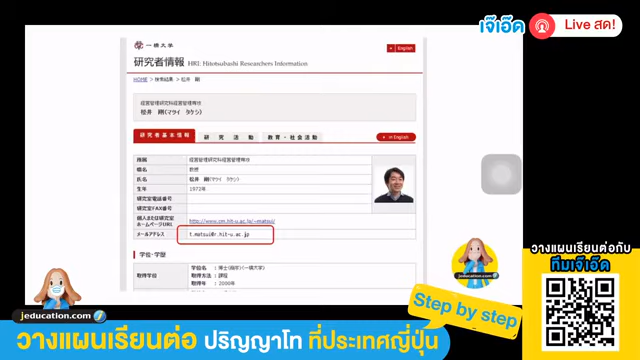 เจ๊เอ๊ด
Live สด!
一橋大学
English
研究者情報 HRI: Hitotsubashi Researchers Information
HOME > 検索結果 > 松井 剛
経営管理研究科経営管理専攻
松井 剛(マツイ タケシ)
研究者基本情報
研究活動
教育・社会活動
in English
所属 経営管理研究科経営管理専攻
職名 教授
氏名 松井 剛(マツイ タケシ)
生年 1972年
研究室電話番号
研究室FAX番号
個人または研究室
ホームページURL http://www.cm.hit-u.ac.jp/~matsui/
メールアドレス t.matsui@r.hit-u.ac.jp
学位・学歴
取得学位
学位名 : 博士(商学)(一橋大学)
取得方法 : 課程
取得年 : 2000年
วางแผนเรียนต่อกับ
ทีมเจ๊เอ๊ด
jeducation.com
Step by step
jeducation.com
วางแผนเรียนต่อ ปริญญาโท ที่ประเทศญี่ปุ่น